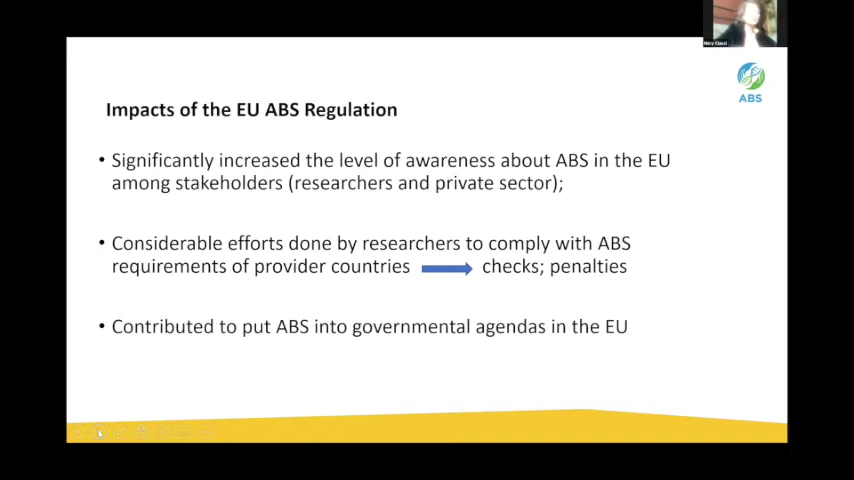 Impacts of the EU ABS Regulation
• Significantly increased the level of awareness about ABS in the EU
among stakeholders (researchers and private sector);
• Considerable efforts done by researchers to comply with ABS
requirements of provider countries checks; penalties
• Contributed to put ABS into governmental agendas in the EU
ABS